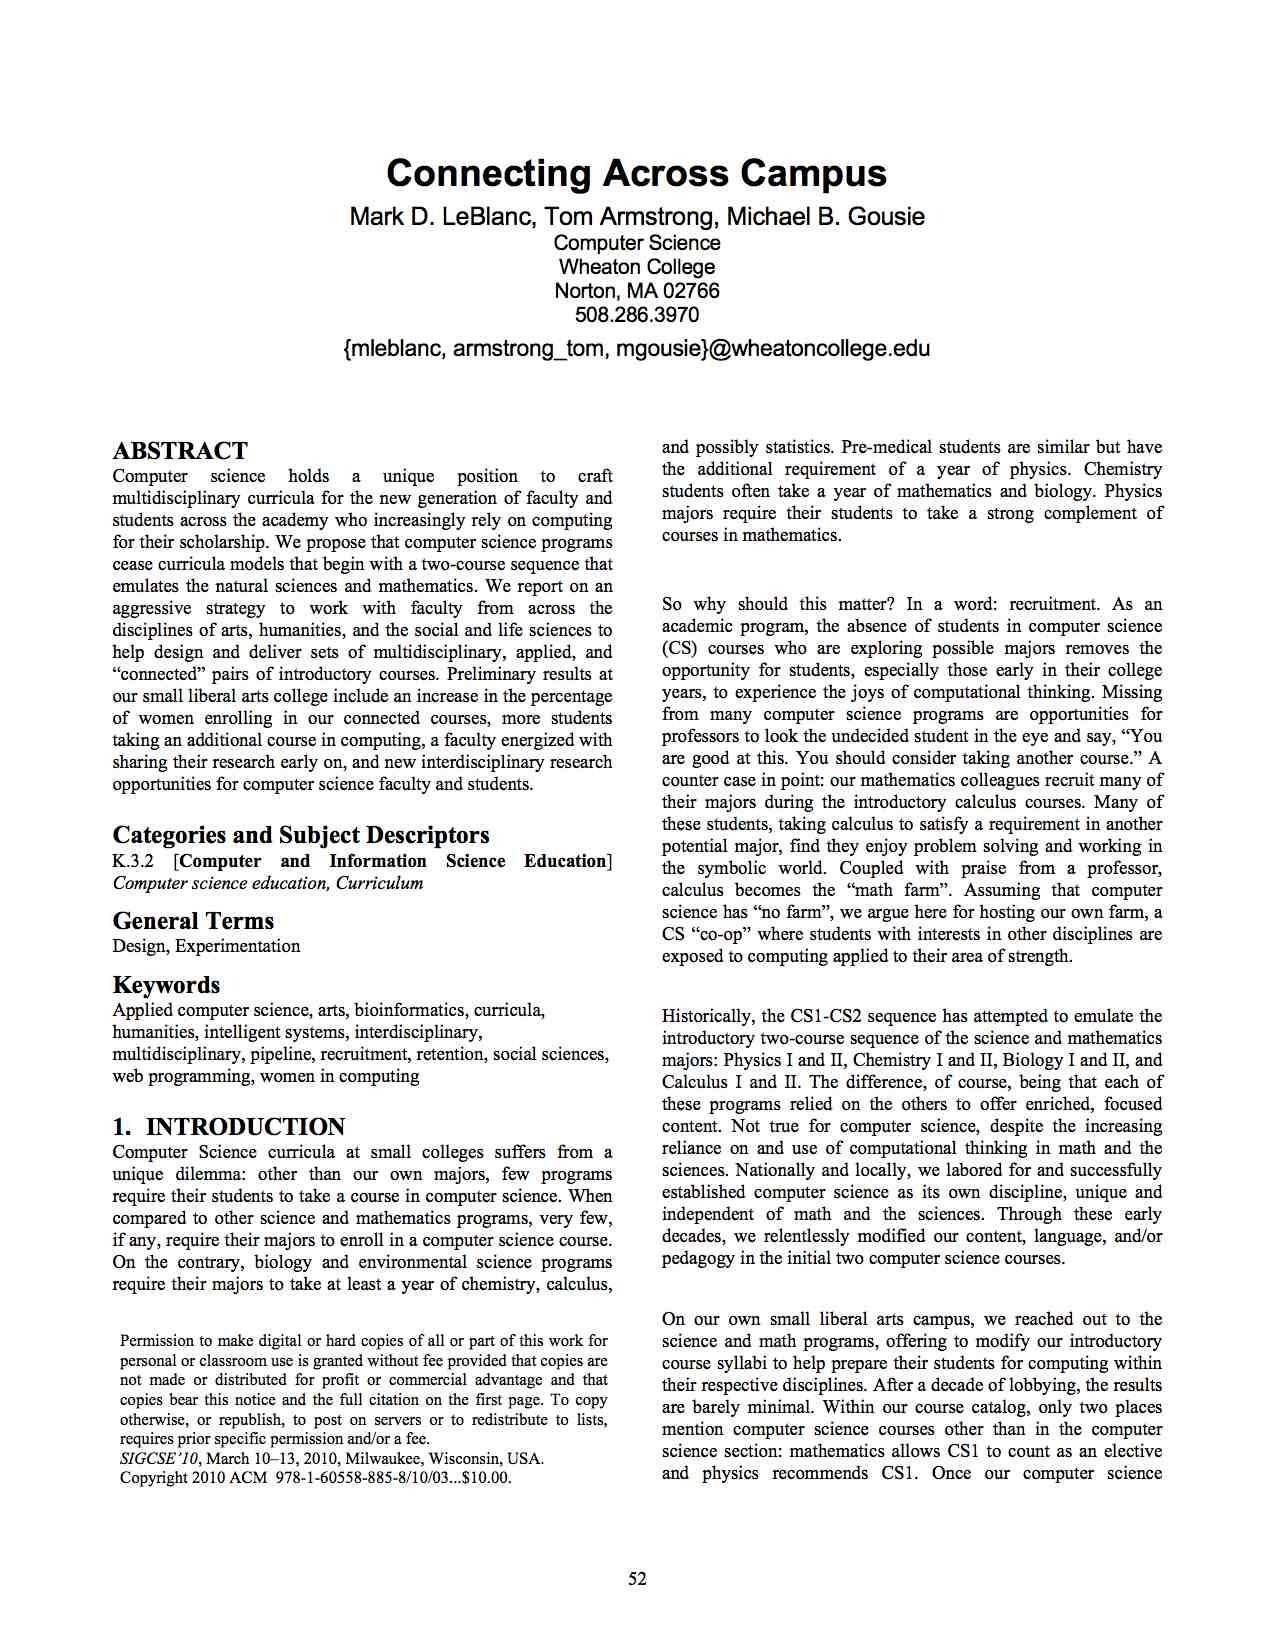 Connecting Across Campus
Mark D. LeBlanc, Tom Armstrong, Michael B. Gousie
Computer Science
Wheaton College
Norton, MA 02766
508.286.3970
{mleblanc, armstrong_tom, mgousie}@wheatoncollege.edu
ABSTRACT
Computer science holds a unique position to craft
multidisciplinary curricula for the new generation of faculty and
students across the academy who increasingly rely on computing
for their scholarship. We propose that computer science programs
cease curricula models that begin with a two-course sequence that
emulates the natural sciences and mathematics. We report on an
aggressive strategy to work with faculty from across the
disciplines of arts, humanities, and the social and life sciences to
help design and deliver sets of multidisciplinary, applied, and
“connected” pairs of introductory courses. Preliminary results at
our small liberal arts college include an increase in the percentage
of women enrolling in our connected courses, more students
taking an additional course in computing, a faculty energized with
sharing their research early on, and new interdisciplinary research
opportunities for computer science faculty and students.
Categories and Subject Descriptors
K.3.2 [Computer and Information Science Education]
Computer science education, Curriculum
General Terms
Design, Experimentation
Keywords
Applied computer science, arts, bioinformatics, curricula,
humanities, intelligent systems, interdisciplinary,
multidisciplinary, pipeline, recruitment, retention, social sciences,
web programming, women in computing
1. INTRODUCTION
Computer Science curricula at small colleges suffers from a
unique dilemma: other than our own majors, few programs
require their students to take a course in computer science. When
compared to other science and mathematics programs, very few,
if any, require their majors to enroll in a computer science course.
On the contrary, biology and environmental science programs
require their majors to take at least a year of chemistry, calculus,
Permission to make digital or hard copies of all or part of this work for
personal or classroom use is granted without fee provided that copies are
not made or distributed for profit or commercial advantage and that
copies bear this notice and the full citation on the first page. To copy
otherwise, or republish, to post on servers or to redistribute to lists,
requires prior specific permission and/or a fee.
SIGCSE’10, March 10–13, 2010, Milwaukee, Wisconsin, USA.
Copyright 2010 ACM 978-1-60558-885-8/10/03...$10.00.
and possibly statistics. Pre-medical students are similar but have
the additional requirement of a year of physics. Chemistry
students often take a year of mathematics and biology. Physics
majors require their students to take a strong complement of
courses in mathematics.
So why should this matter? In a word: recruitment. As an
academic program, the absence of students in computer science
(CS) courses who are exploring possible majors removes the
opportunity for students, especially those early in their college
years, to experience the joys of computational thinking. Missing
from many computer science programs are opportunities for
professors to look the undecided student in the eye and say, “You
are good at this. You should consider taking another course.” A
counter case in point: our mathematics colleagues recruit many of
their majors during the introductory calculus courses. Many of
these students, taking calculus to satisfy a requirement in another
potential major, find they enjoy problem solving and working in
the symbolic world. Coupled with praise from a professor,
calculus becomes the “math farm”. Assuming that computer
science has “no farm”, we argue here for hosting our own farm, a
CS “co-op” where students with interests in other disciplines are
exposed to computing applied to their area of strength.
Historically, the CS1-CS2 sequence has attempted to emulate the
introductory two-course sequence of the science and mathematics
majors: Physics I and II, Chemistry I and II, Biology I and II, and
Calculus I and II. The difference, of course, being that each of
these programs relied on the others to offer enriched, focused
content. Not true for computer science, despite the increasing
reliance on and use of computational thinking in math and the
sciences. Nationally and locally, we labored for and successfully
established computer science as its own discipline, unique and
independent of math and the sciences. Through these early
decades, we relentlessly modified our content, language, and/or
pedagogy in the initial two computer science courses.
On our own small liberal arts campus, we reached out to the
science and math programs, offering to modify our introductory
course syllabi to help prepare their students for computing within
their respective disciplines. After a decade of lobbying, the results
are barely minimal. Within our course catalog, only two places
mention computer science courses other than in the computer
science section: mathematics allows CS1 to count as an elective
and physics recommends CS1. Once our computer science
52